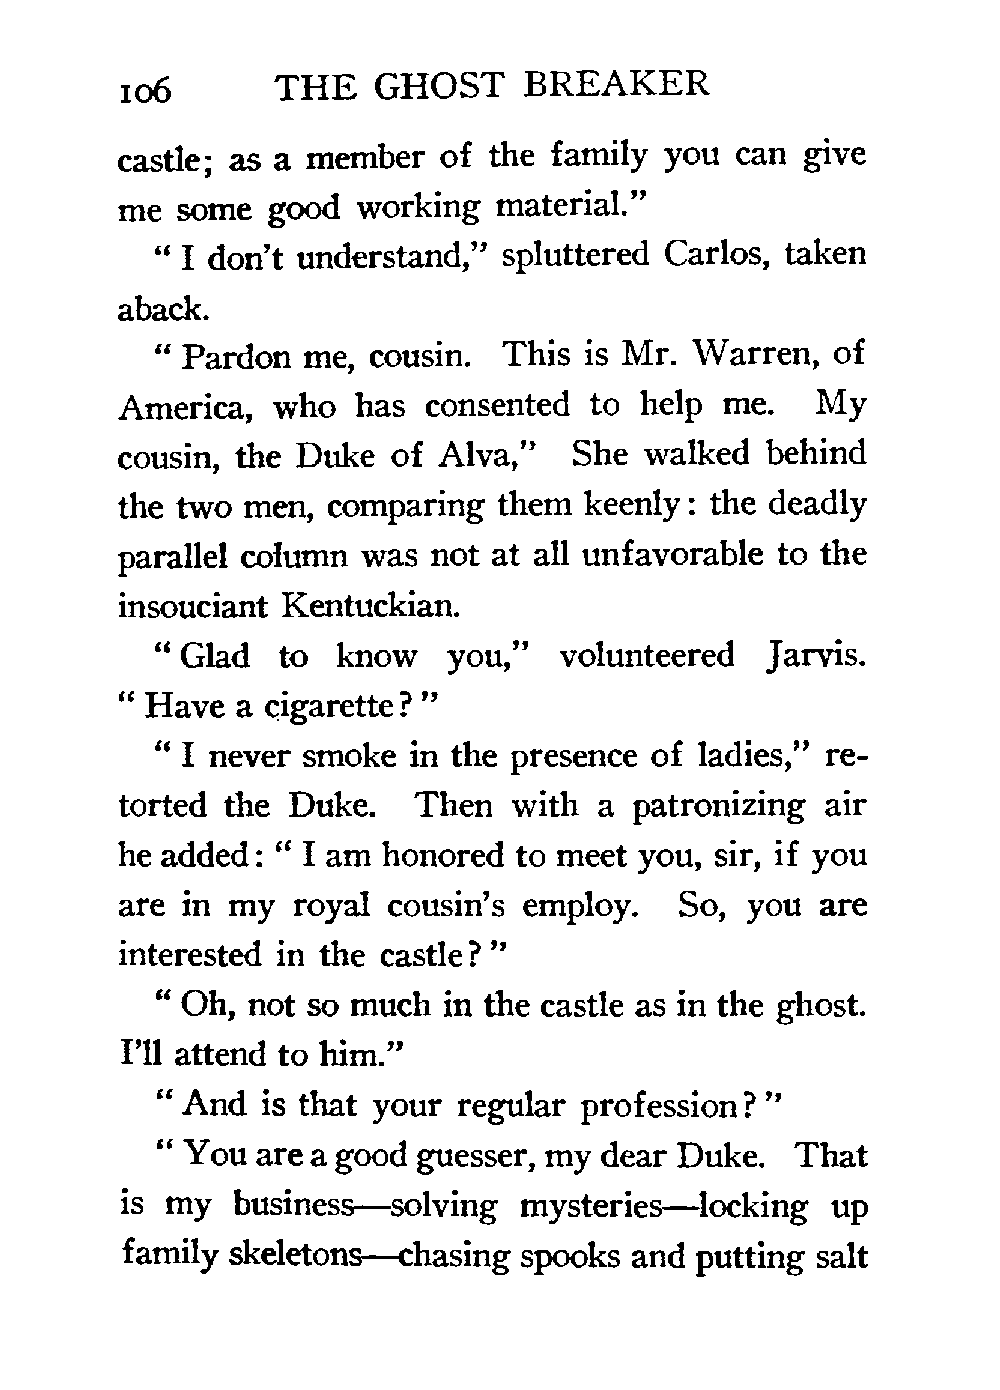 106 THE GHOST BREAKER
castle; as a member of the family you can give
me some good working material."
" I don't understand," spluttered Carlos, taken
aback.
" Pardon me, cousin. This is Mr. Warren, of
America, who has consented to help me. My
cousin, the Duke of Alva," She walked behind
the two men, comparing them keenly: the deadly
parallel column was not at all unfavorable to the
insouciant Kentuckian.
" Glad to know you," volunteered Jarvis.
" Have a cigarette? "
" I never smoke in the presence of ladies," re-
torted the Duke. Then with a patronizing air
he added: " I am honored to meet you, sir, if you
are in my royal cousin's employ. So, you are
interested in the castle? "
" Oh, not so much in the castle as in the ghost.
I'll attend to him."
" And is that your regular profession? "
" You are a good guesser, my dear Duke. That
is my business—solving mysteries—locking up
family skeletons—chasing spooks and putting salt